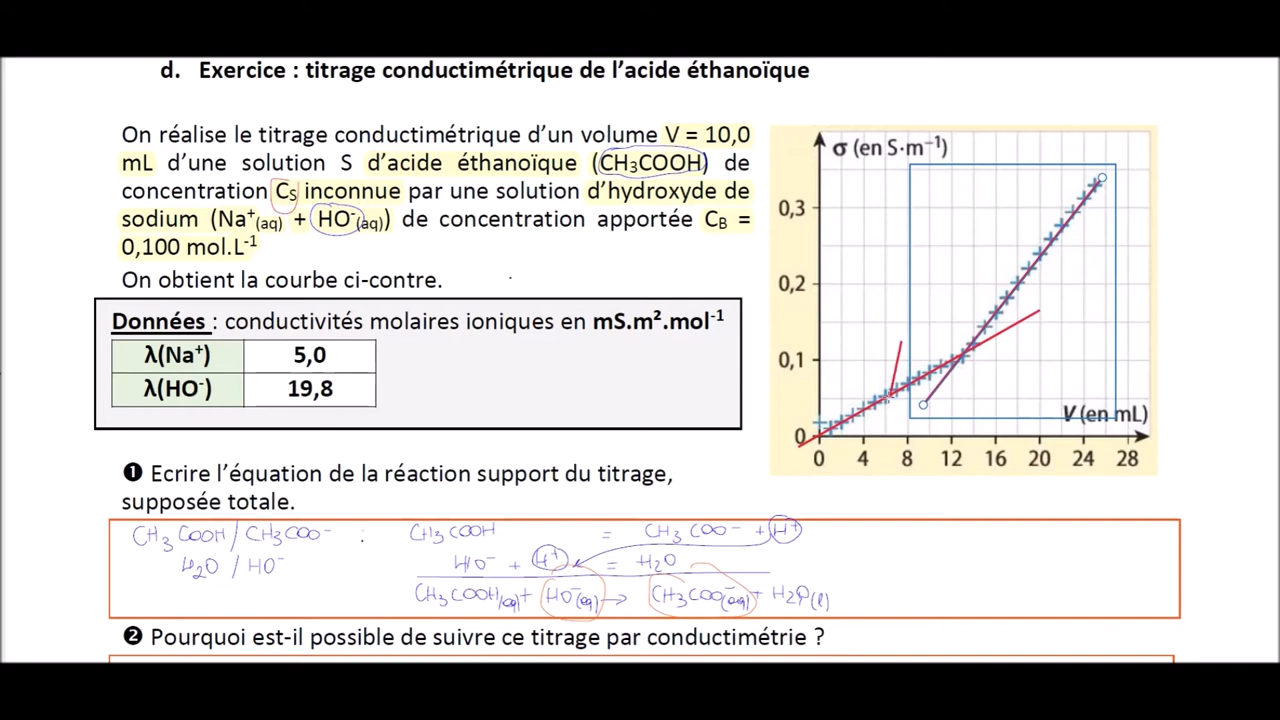 d. Exercice : titrage conductimétrique de l'acide éthanoïque
On réalise le titrage conductimétrique d'un volume V = 10,0
mL d'une solution S d'acide éthanoïque (CH₃COOH) de
concentration Cₛ inconnue par une solution d'hydroxyde de
sodium (Na⁺(aq) + HO⁻(aq)) de concentration apportée C_B =
0,100 mol.L⁻¹
On obtient la courbe ci-contre.
Données : conductivités molaires ioniques en mS.m².mol⁻¹
λ(Na⁺) 5,0
λ(HO⁻) 19,8
σ (en S·m⁻¹)
0,3
0,2
0,1
0
V (en mL)
0 4 8 12 16 20 24 28
❶ Ecrire l'équation de la réaction support du titrage,
supposée totale.
CH₃COOH / CH₃COO⁻ : CH₃COOH = CH₃COO⁻ + H⁺
H₂O / HO⁻ HO⁻ + H⁺ = H₂O
CH₃COOH(aq) + HO⁻(aq) → CH₃COO⁻(aq) + H₂O(l)
❷ Pourquoi est-il possible de suivre ce titrage par conductimétrie ?